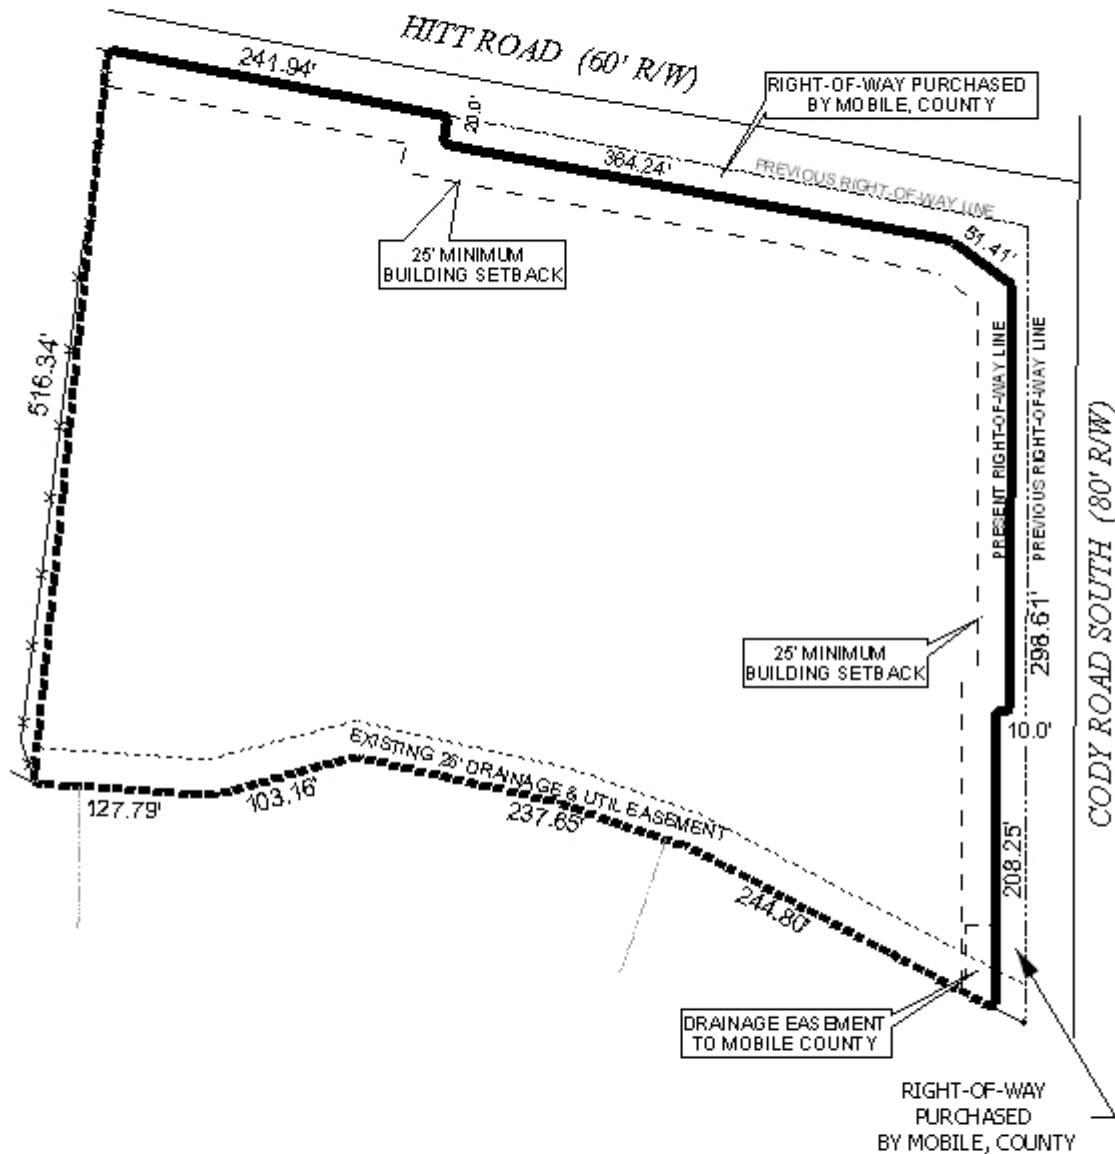 HITT ROAD (60' R/W)
241.94'
20.0'
RIGHT-OF-WAY PURCHASED
BY MOBILE, COUNTY
364.24'
PREVIOUS RIGHT-OF-WAY LINE
51.41'
25' MINIMUM
BUILDING SETBACK
516.34'
PRESENT RIGHT-OF-WAY LINE
PREVIOUS RIGHT-OF-WAY LINE
CODY ROAD SOUTH (80' R/W)
298.61'
25' MINIMUM
BUILDING SETBACK
10.0'
EXISTING 25' DRAINAGE & UTIL EASEMENT
127.79'
103.16'
237.65'
244.80'
208.25'
DRAINAGE EASEMENT
TO MOBILE COUNTY
RIGHT-OF-WAY
PURCHASED
BY MOBILE, COUNTY